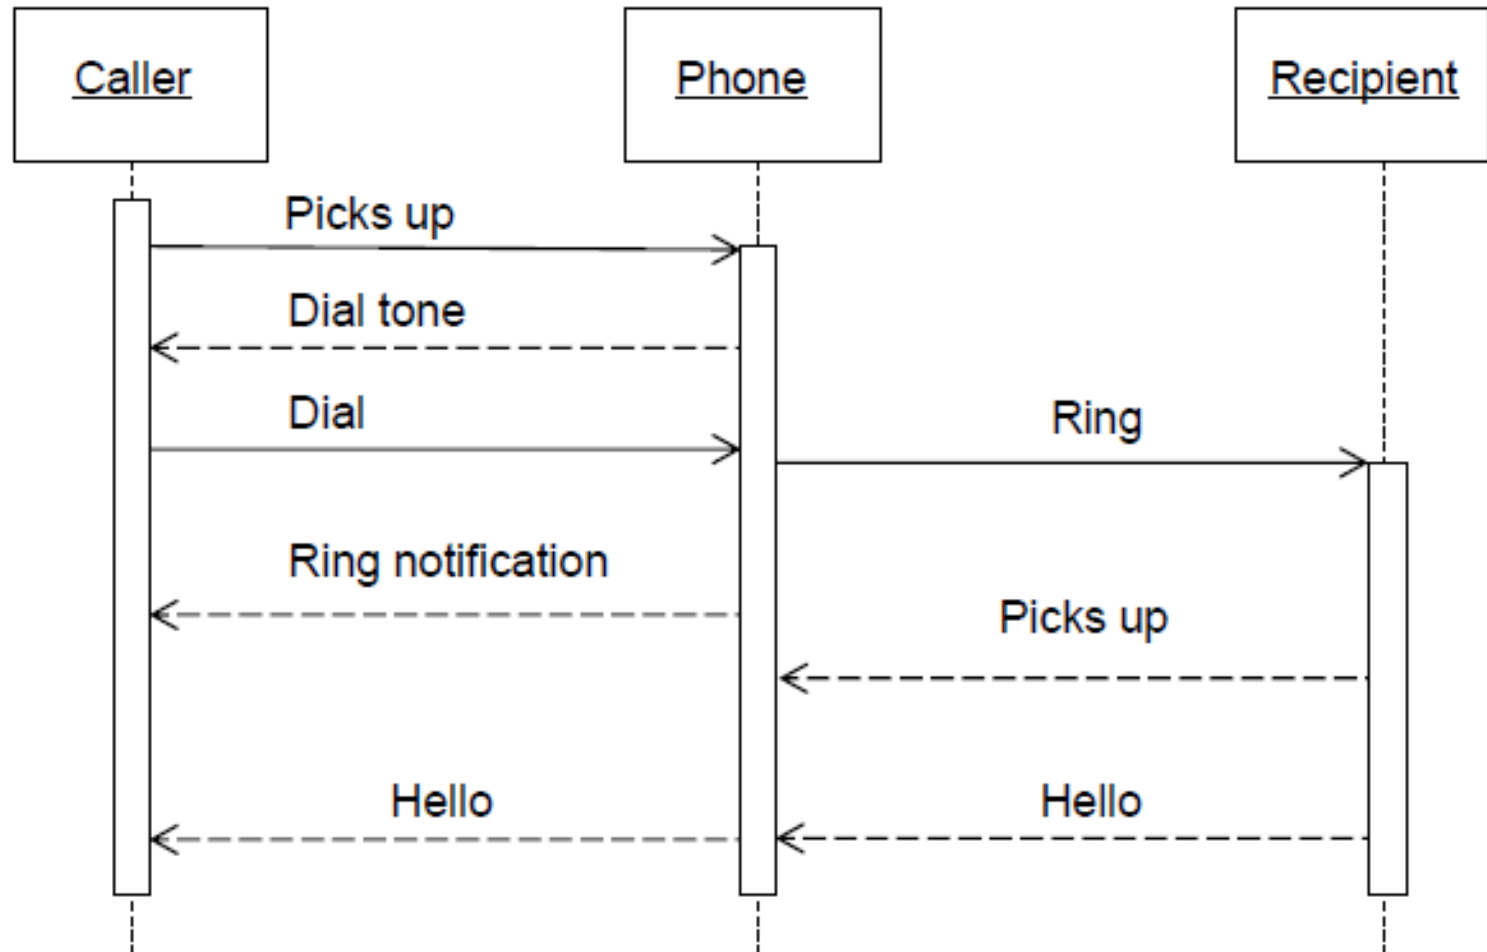 Caller
Phone
Recipient
Picks up
Dial tone
Dial
Ring
Ring notification
Picks up
Hello
Hello